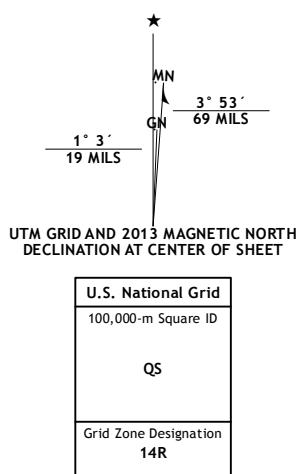 ★
MN
3° 53´
69 MILS
GN
1° 3´
19 MILS
UTM GRID AND 2013 MAGNETIC NORTH
DECLINATION AT CENTER OF SHEET
U.S. National Grid
100,000-m Square ID
QS
Grid Zone Designation
14R